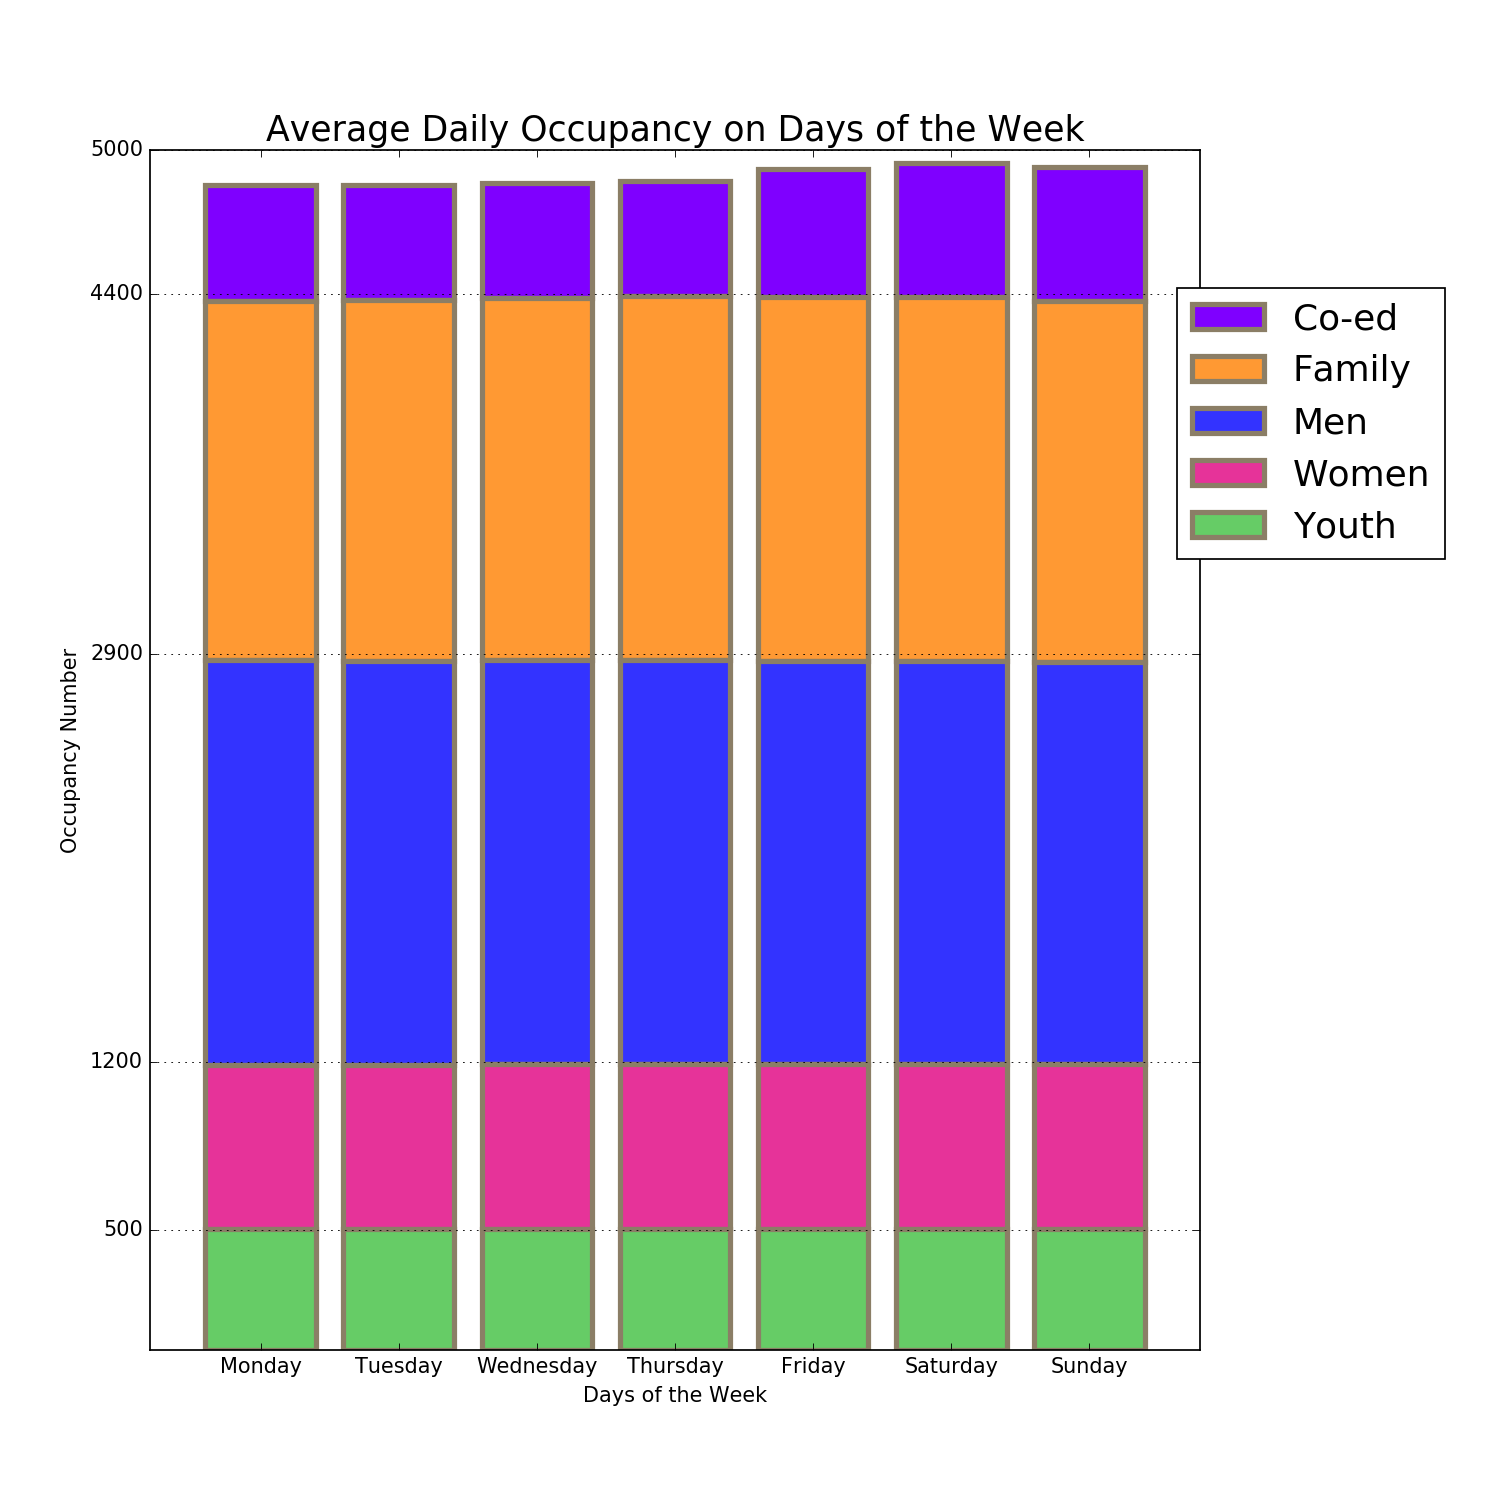 Average Daily Occupancy on Days of the Week
5000
4400
2900
1200
500
Occupancy Number
Co-ed
Family
Men
Women
Youth
Monday Tuesday Wednesday Thursday Friday Saturday Sunday
Days of the Week